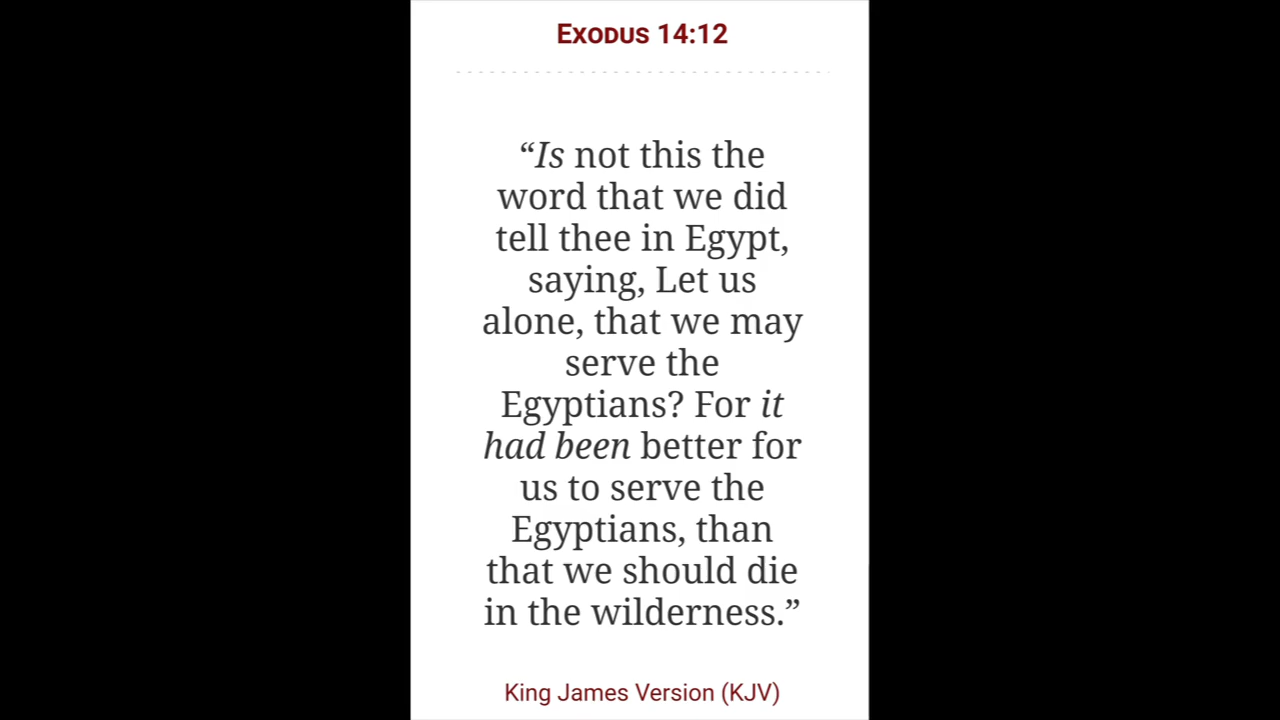 Exodus 14:12
“Is not this the
word that we did
tell thee in Egypt,
saying, Let us
alone, that we may
serve the
Egyptians? For it
had been better for
us to serve the
Egyptians, than
that we should die
in the wilderness.”
King James Version (KJV)